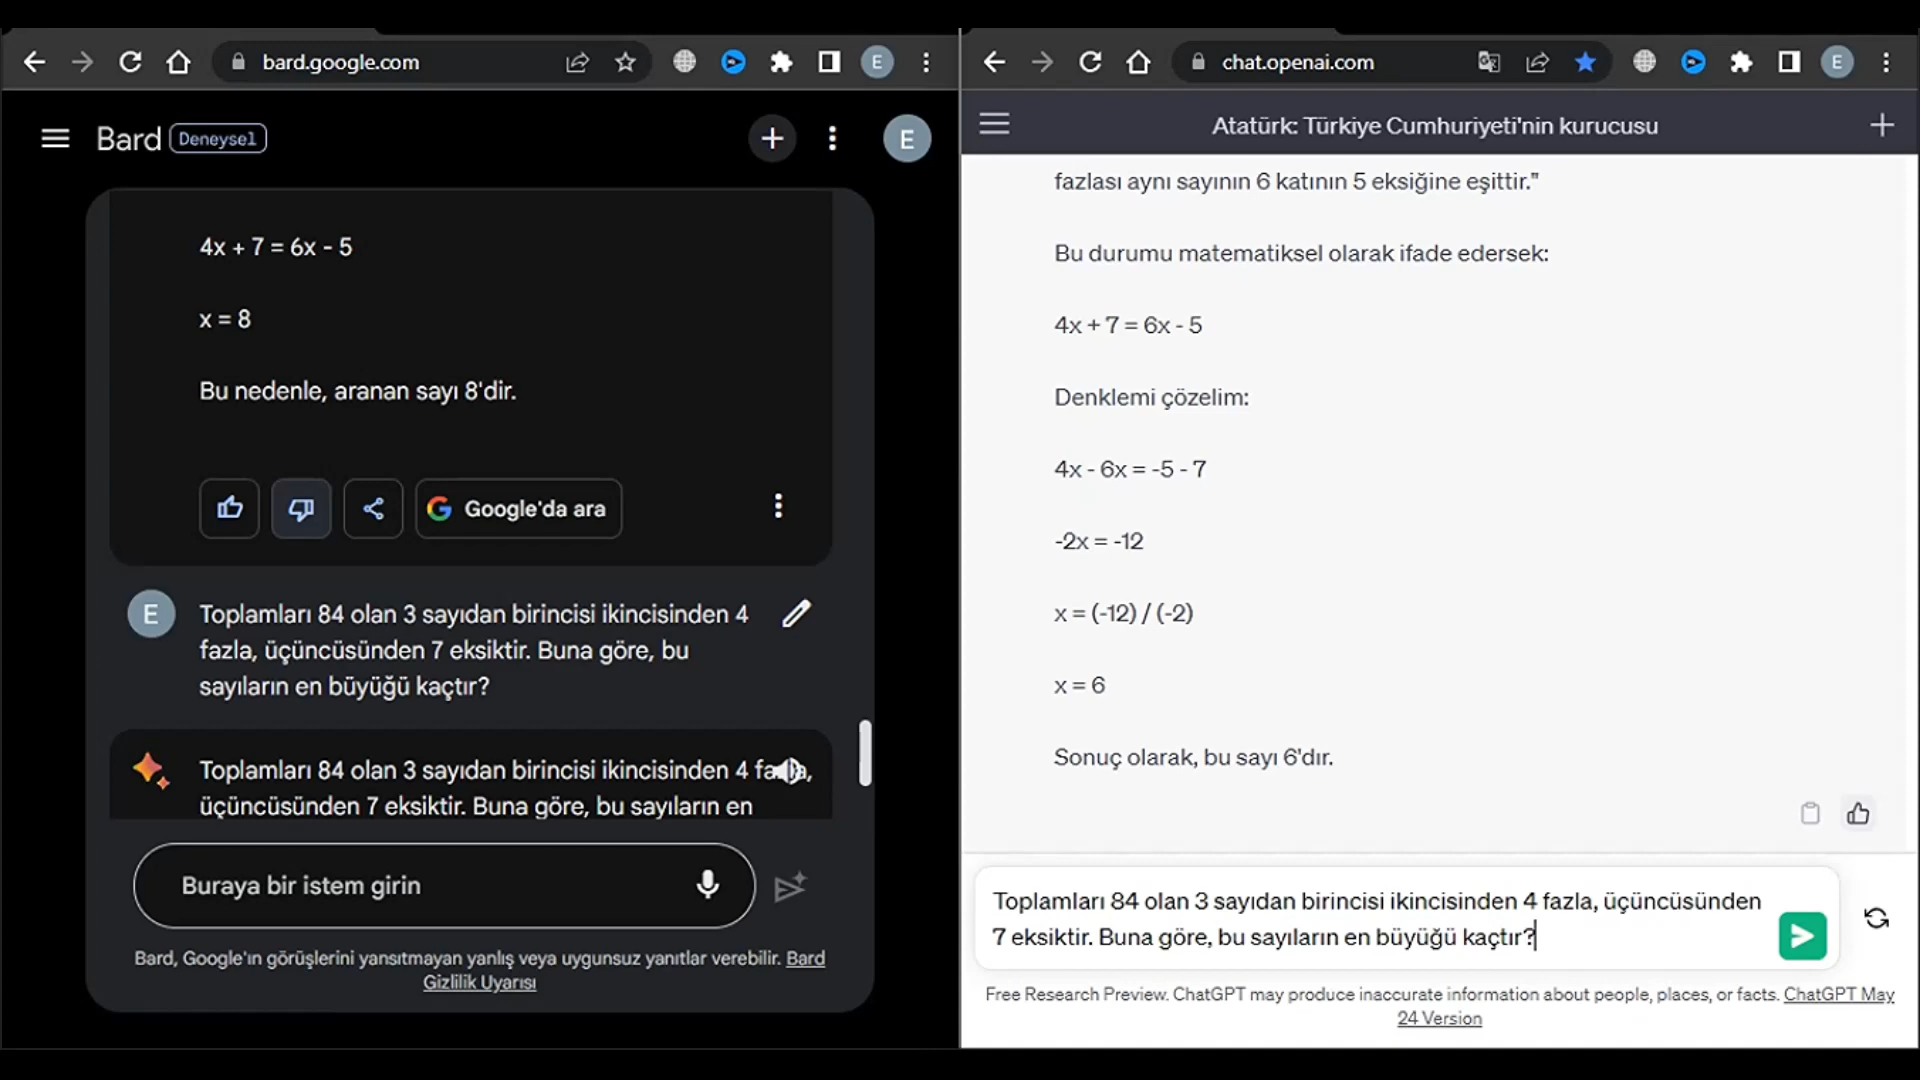 bard.google.com
E
Bard
Deneysel
E
4x + 7 = 6x - 5
x = 8
Bu nedenle, aranan sayı 8'dir.
Google'da ara
E
Toplamları 84 olan 3 sayıdan birincisi ikincisinden 4
fazla, üçüncüsünden 7 eksiktir. Buna göre, bu
sayıların en büyüğü kaçtır?
Toplamları 84 olan 3 sayıdan birincisi ikincisinden 4
üçüncüsünden 7 eksiktir. Buna göre, bu sayıların en
Buraya bir istem girin
Bard, Google'ın görüşlerini yansıtmayan yanlış veya uygunsuz yanıtlar verebilir. Bard
Gizlilik Uyarısı
chat.openai.com
E
Atatürk: Türkiye Cumhuriyeti'nin kurucusu
fazlası aynı sayının 6 katının 5 eksiğine eşittir."
Bu durumu matematiksel olarak ifade edersek:
4x + 7 = 6x - 5
Denklemi çözelim:
4x - 6x = -5 - 7
-2x = -12
x = (-12) / (-2)
x = 6
Sonuç olarak, bu sayı 6'dır.
Toplamları 84 olan 3 sayıdan birincisi ikincisinden 4 fazla, üçüncüsünden
7 eksiktir. Buna göre, bu sayıların en büyüğü kaçtır?
Free Research Preview. ChatGPT may produce inaccurate information about people, places, or facts. ChatGPT May
24 Version